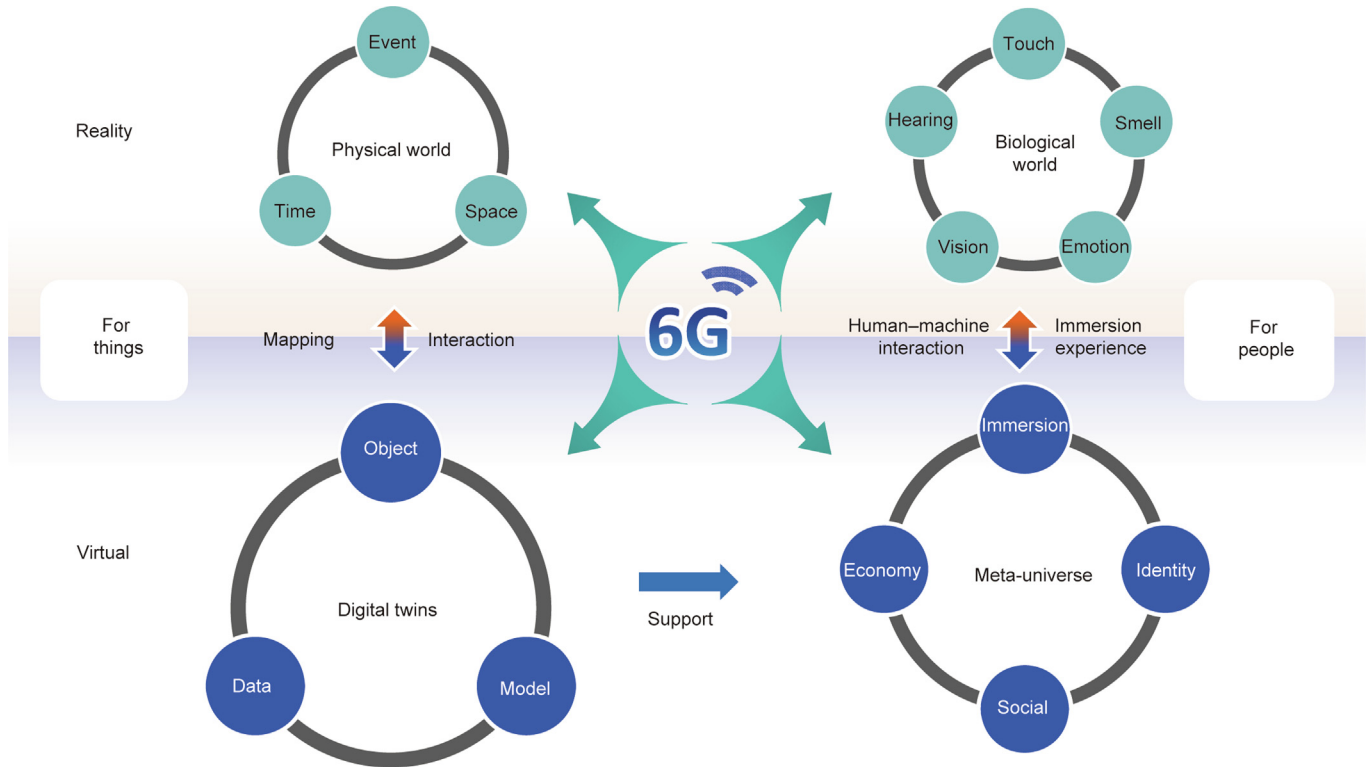 Event
Touch
Reality
Hearing
Smell
Physical world
Biological
world
Time
Space
Vision
Emotion
For
things
Mapping
Interaction
6G
Human–machine
interaction
Immersion
experience
For
people
Object
Immersion
Virtual
Economy
Identity
Digital twins
Meta-universe
Support
Data
Model
Social